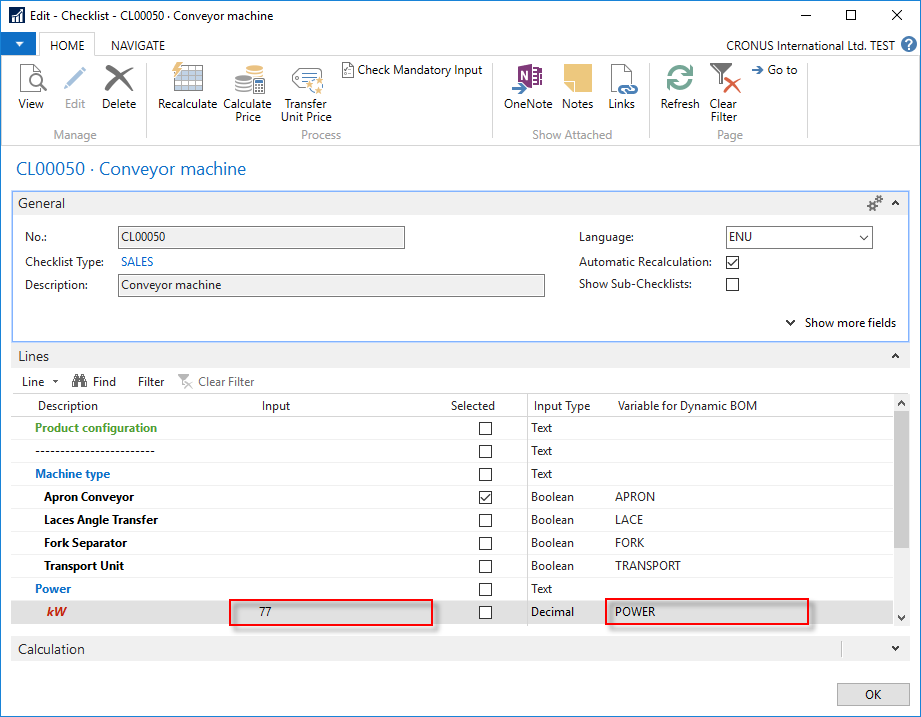 Edit - Checklist - CL00050 · Conveyor machine
HOME NAVIGATE CRONUS International Ltd. TEST ?
View Edit Delete
Manage
Recalculate Calculate Price Transfer Unit Price Check Mandatory Input
Process
OneNote Notes Links
Show Attached
Refresh Clear Filter Go to
Page
CL00050 · Conveyor machine
General
No.: CL00050 Language: ENU
Checklist Type: SALES Automatic Recalculation:
Description: Conveyor machine Show Sub-Checklists:
Show more fields
Lines
Line Find Filter Clear Filter
Description Input Selected Input Type Variable for Dynamic BOM
Product configuration Text
------------------------ Text
Machine type Text
Apron Conveyor Boolean APRON
Laces Angle Transfer Boolean LACE
Fork Separator Boolean FORK
Transport Unit Boolean TRANSPORT
Power Text
kW 77 Decimal POWER
Calculation
OK